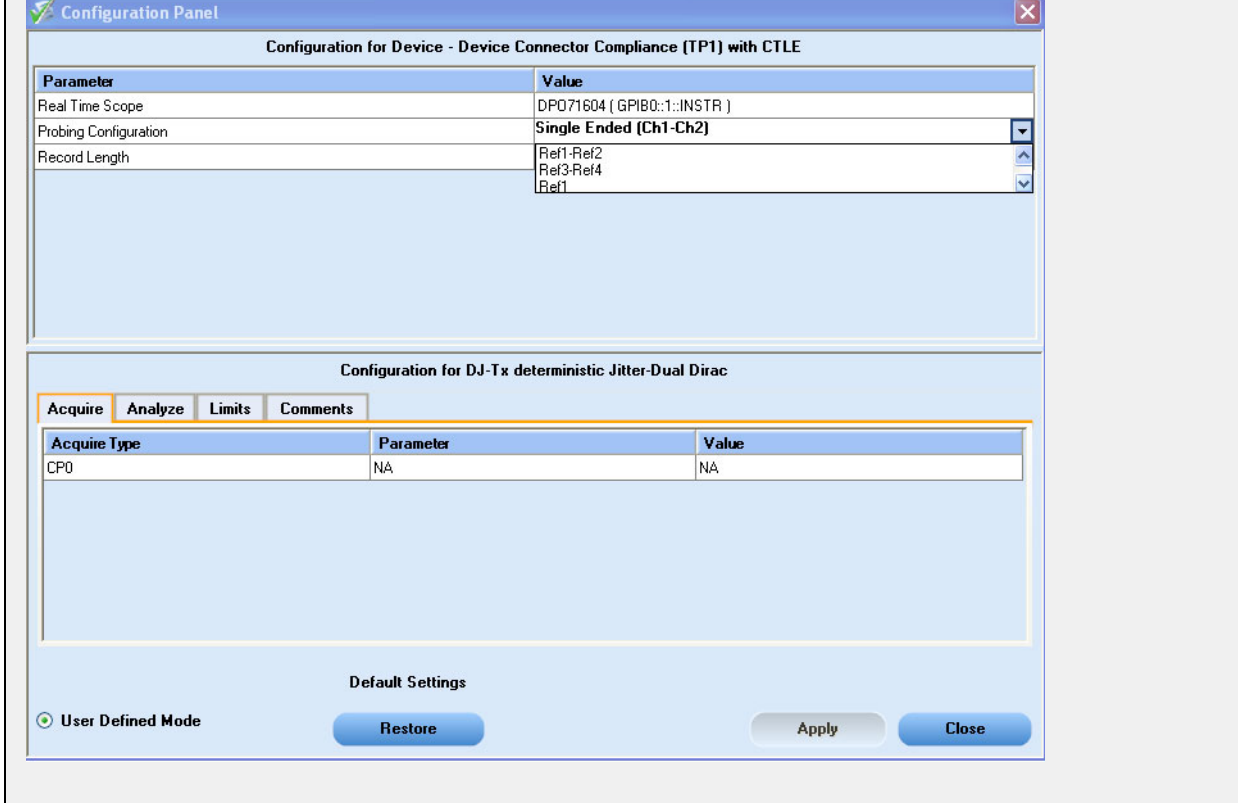 Configuration Panel
Configuration for Device - Device Connector Compliance (TP1) with CTLE
Parameter Value
Real Time Scope DPO71604 ( GPIB0::1::INSTR )
Probing Configuration Single Ended (Ch1-Ch2)
Record Length Ref1-Ref2
Ref3-Ref4
Ref1
Configuration for DJ-Tx deterministic Jitter-Dual Dirac
Acquire Analyze Limits Comments
Acquire Type Parameter Value
CP0 NA NA
Default Settings
User Defined Mode Restore Apply Close